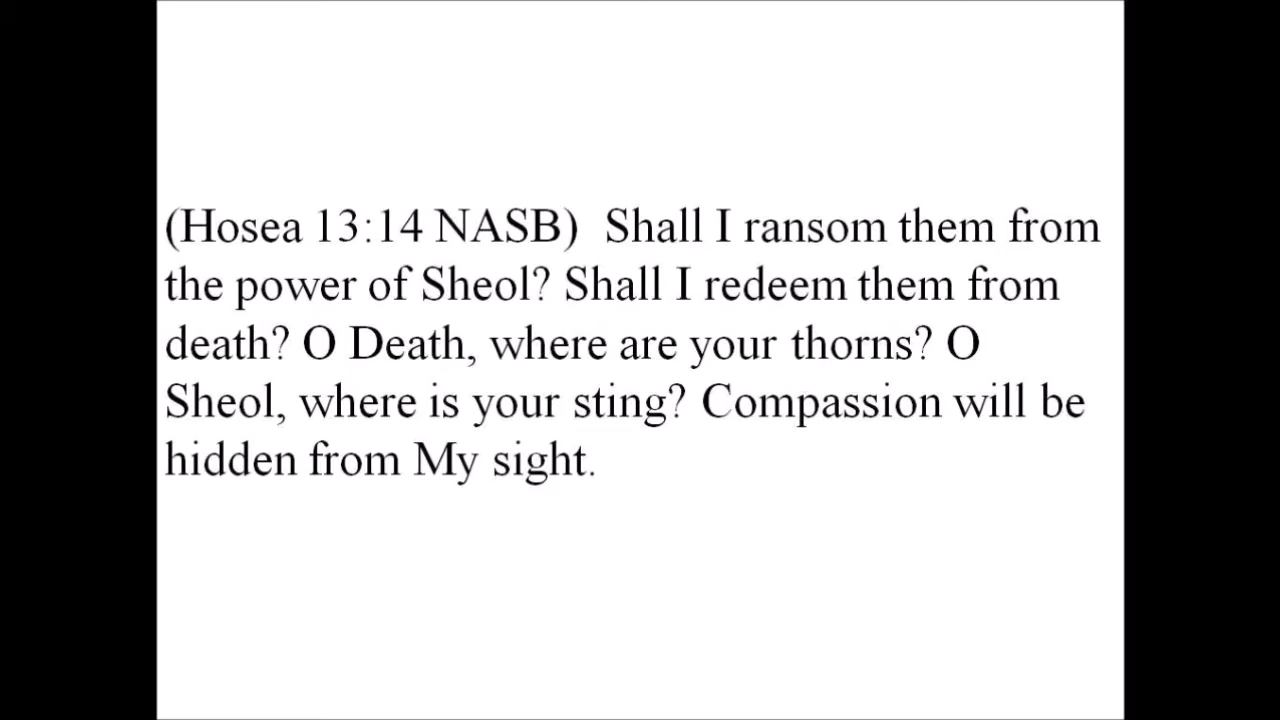 (Hosea 13:14 NASB)  Shall I ransom them from
the power of Sheol? Shall I redeem them from
death? O Death, where are your thorns? O
Sheol, where is your sting? Compassion will be
hidden from My sight.